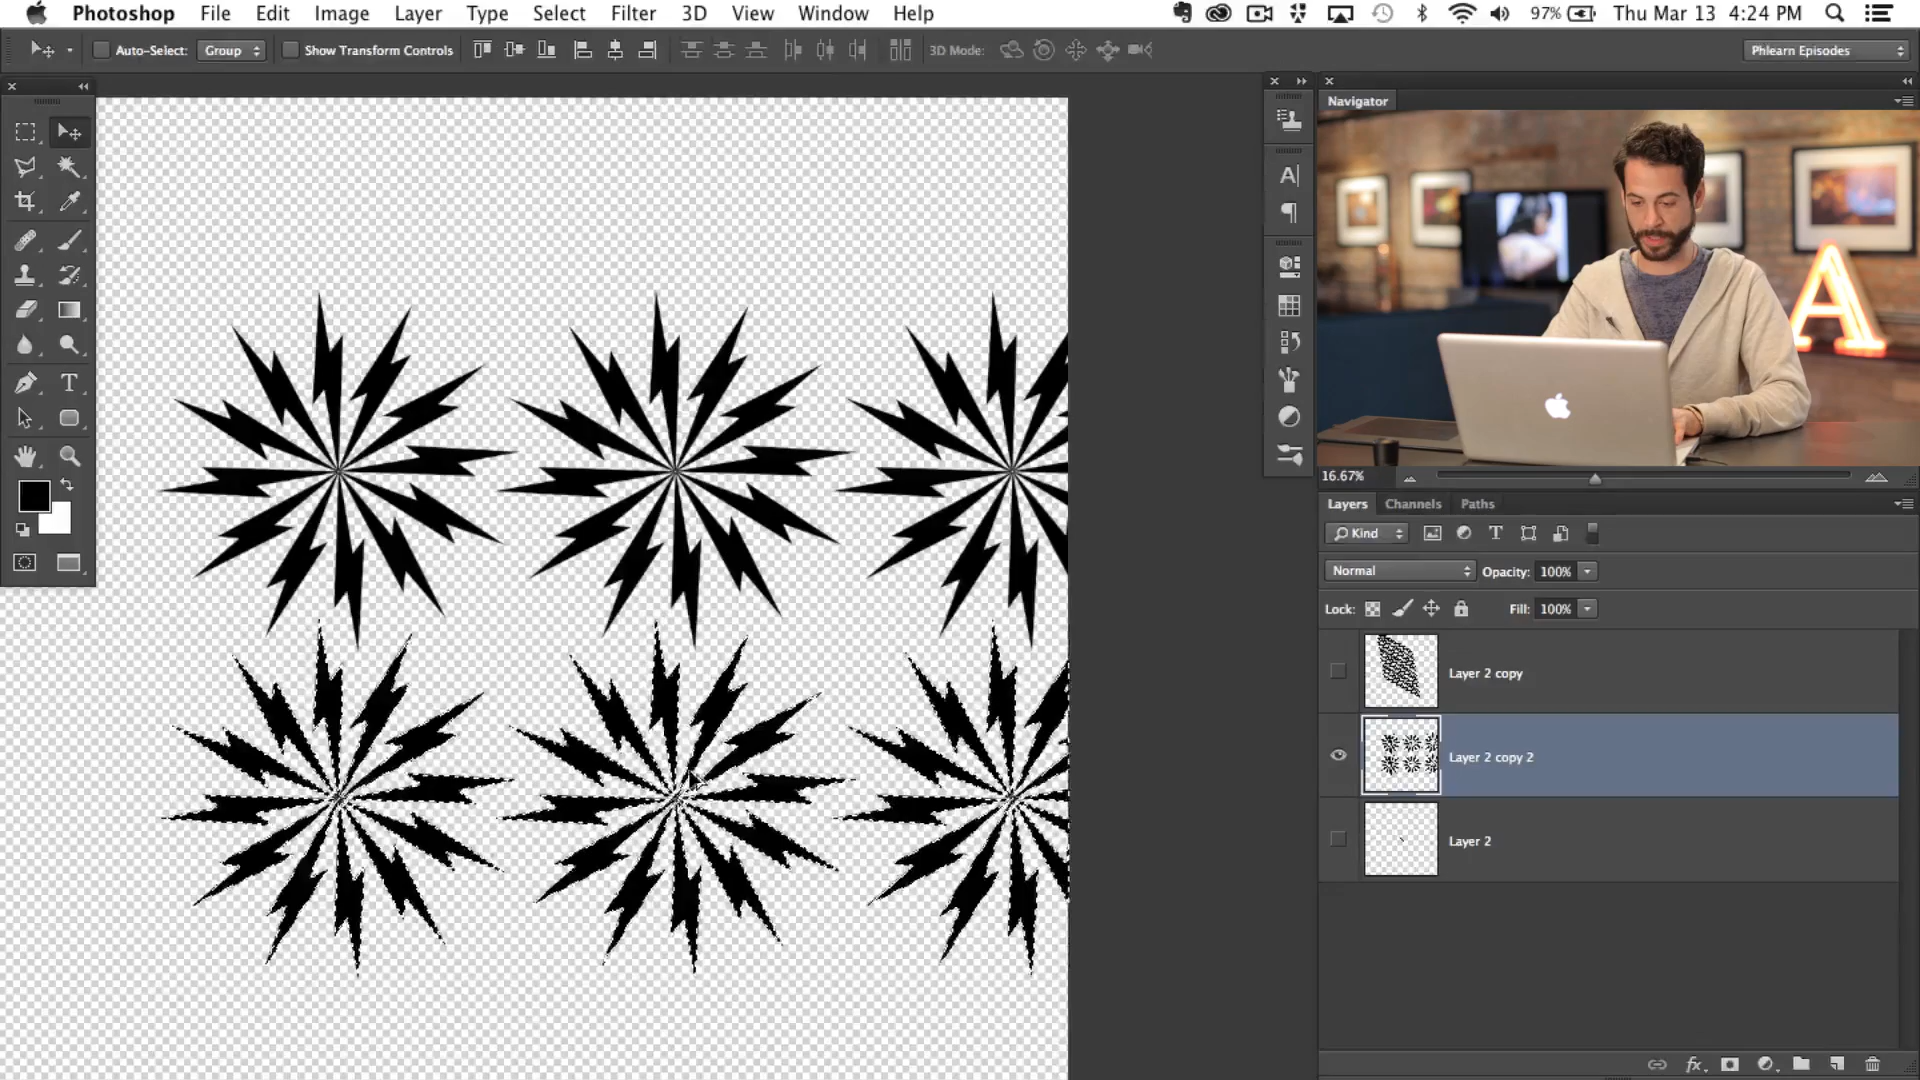 Photoshop File Edit Image Layer Type Select Filter 3D View Window Help 97% Thu Mar 13 4:24 PM
Auto-Select: Group Show Transform Controls 3D Mode: Phlearn Episodes
Navigator
A
16.67%
Layers Channels Paths
Kind T
Normal Opacity: 100%
Lock: Fill: 100%
Layer 2 copy
Layer 2 copy 2
Layer 2
fx